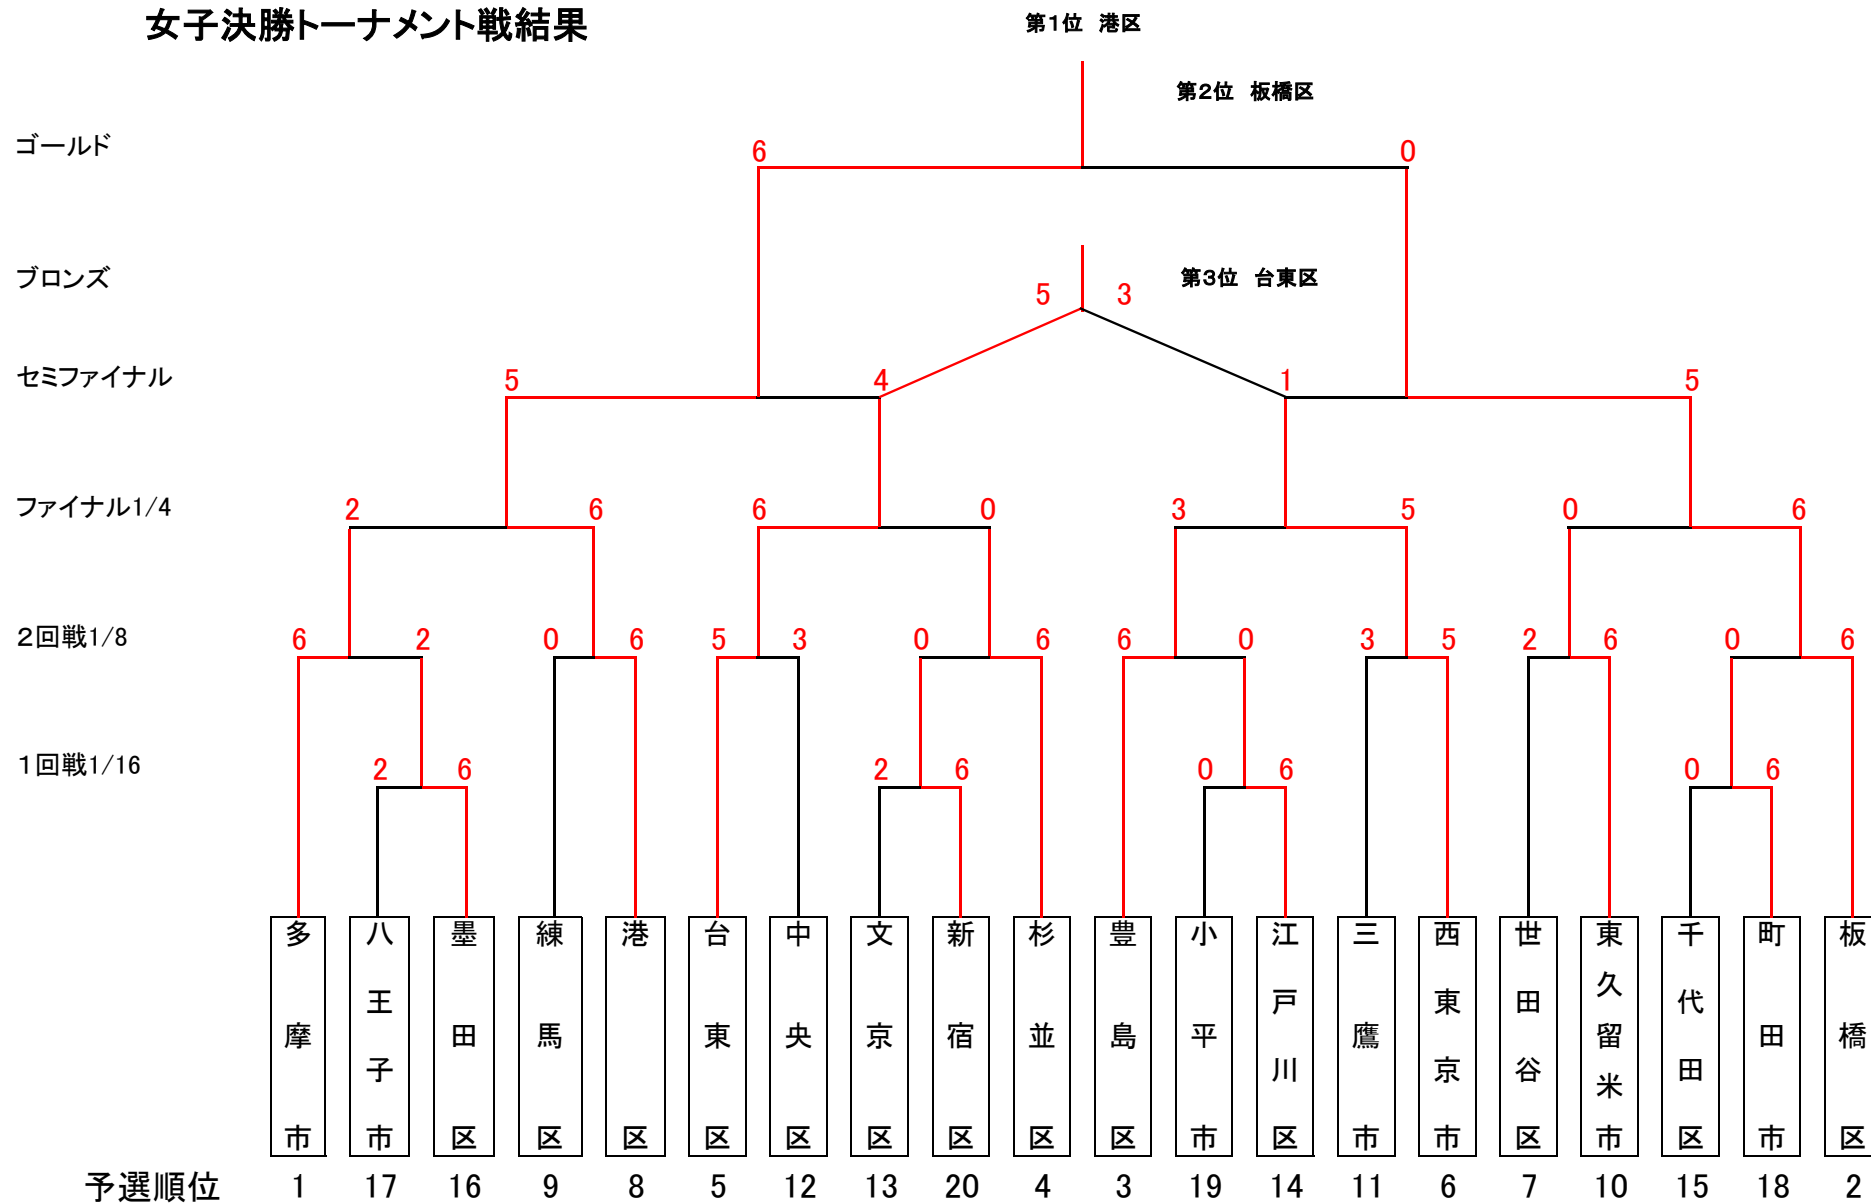 女子決勝トーナメント戦結果
第1位 港区
第2位 板橋区
ゴールド
6 0
ブロンズ
第3位 台東区
5 3
セミファイナル
5 4 1 5
ファイナル1/4
2 6 6 0 3 5 0 6
2回戦1/8
6 2 0 6 5 3 0 6 6 0 3 5 2 6 0 6
1回戦1/16
2 6 2 6 0 6 0 6
多摩市
八王子市
墨田区
練馬区
港区
台東区
中央区
文京区
新宿区
杉並区
豊島区
小平市
江戸川区
三鷹市
西東京市
世田谷区
東久留米市
千代田区
町田市
板橋区
予選順位 1 17 16 9 8 5 12 13 20 4 3 19 14 11 6 7 10 15 18 2